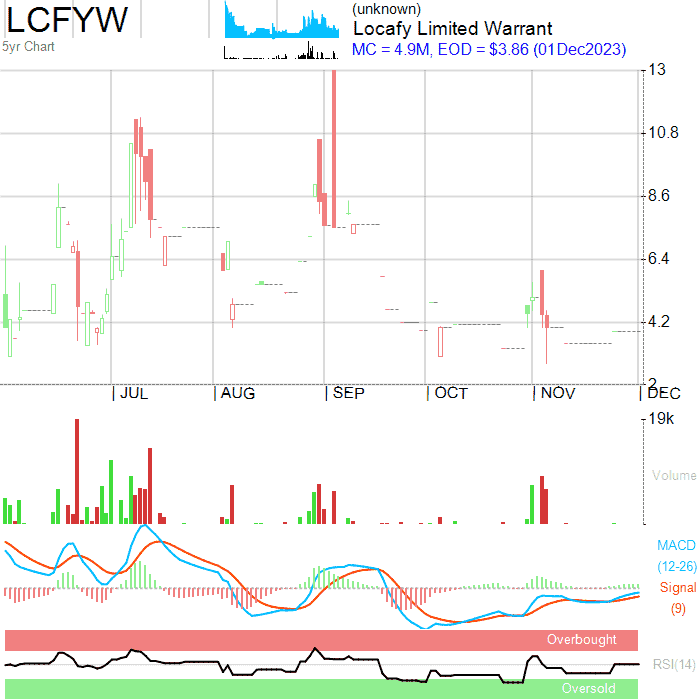 LCFYW
5yr Chart
(unknown)
Locafy Limited Warrant
MC = 4.9M, EOD = $3.86 (01Dec2023)
13
10.8
8.6
6.4
4.2
2
JUL AUG SEP OCT NOV DEC
19k
Volume
MACD
(12-26)
Signal
(9)
Overbought
RSI(14)
Oversold